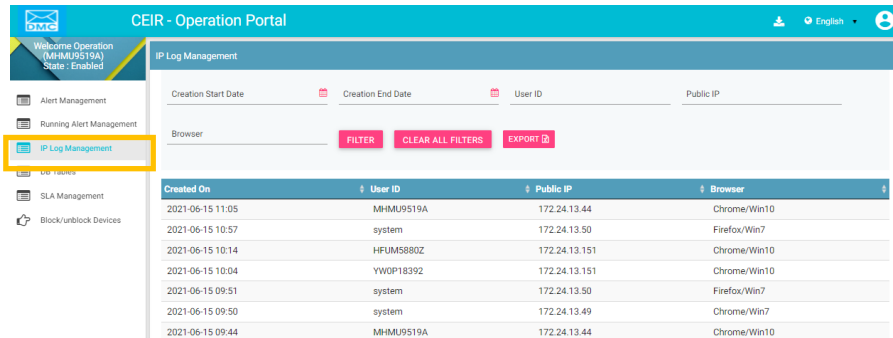 DMC
CEIR - Operation Portal
English
Welcome Operation
(MHMU9519A)
State : Enabled
IP Log Management
Alert Management
Running Alert Management
IP Log Management
DB Tables
SLA Management
Block/unblock Devices
Creation Start Date Creation End Date User ID Public IP
Browser FILTER CLEAR ALL FILTERS EXPORT
Created On User ID Public IP Browser
2021-06-15 11:05 MHMU9519A 172.24.13.44 Chrome/Win10
2021-06-15 10:57 system 172.24.13.50 Firefox/Win7
2021-06-15 10:14 HFUM5880Z 172.24.13.151 Chrome/Win10
2021-06-15 10:04 YW0P18392 172.24.13.151 Chrome/Win10
2021-06-15 09:51 system 172.24.13.50 Firefox/Win7
2021-06-15 09:50 system 172.24.13.49 Chrome/Win7
2021-06-15 09:44 MHMU9519A 172.24.13.44 Chrome/Win10